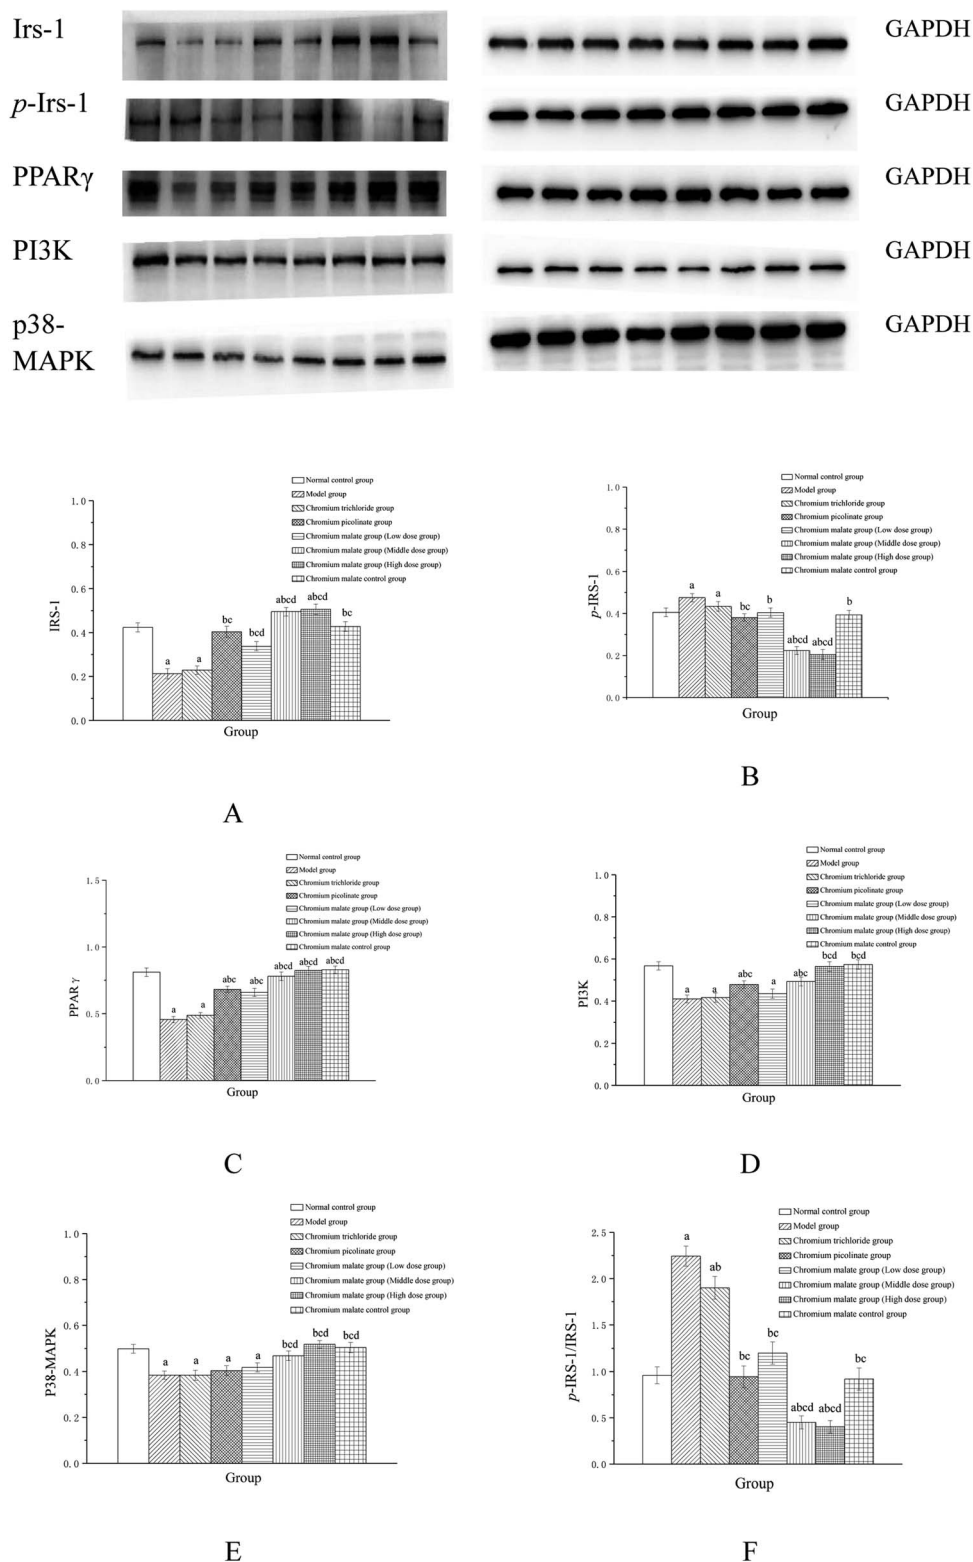 Irs-1
GAPDH
p-Irs-1
GAPDH
PPARγ
GAPDH
PI3K
GAPDH
p38-
MAPK
GAPDH
Normal control group
Model group
Chromium trichloride group
Chromium picolinate group
Chromium malate group (Low dose group)
Chromium malate group (Middle dose group)
Chromium malate group (High dose group)
Chromium malate control group
1.0
0.8
0.6
0.4
0.2
0.0
IRS-1
a
a
bc
bcd
abcd
abcd
bc
Group
A
Normal control group
Model group
Chromium trichloride group
Chromium picolinate group
Chromium malate group (Low dose group)
Chromium malate group (Middle dose group)
Chromium malate group (High dose group)
Chromium malate control group
1.0
0.8
0.6
0.4
0.2
0.0
p-IRS-1
a
a
bc
b
abcd
abcd
b
Group
B
Normal control group
Model group
Chromium trichloride group
Chromium picolinate group
Chromium malate group (Low dose group)
Chromium malate group (Middle dose group)
Chromium malate group (High dose group)
Chromium malate control group
1.5
1.0
0.5
0.0
PPAR γ
a
a
abc
abc
abcd
abcd
abcd
Group
C
Normal control group
Model group
Chromium trichloride group
Chromium picolinate group
Chromium malate group (Low dose group)
Chromium malate group (Middle dose group)
Chromium malate group (High dose group)
Chromium malate control group
1.0
0.8
0.6
0.4
0.2
0.0
PI3K
a
a
abc
a
abc
bcd
bcd
Group
D
Normal control group
Model group
Chromium trichloride group
Chromium picolinate group
Chromium malate group (Low dose group)
Chromium malate group (Middle dose group)
Chromium malate group (High dose group)
Chromium malate control group
1.0
0.8
0.6
0.4
0.2
0.0
P38-MAPK
a
a
a
a
bcd
bcd
bcd
Group
E
Normal control group
Model group
Chromium trichloride group
Chromium picolinate group
Chromium malate group (Low dose group)
Chromium malate group (Middle dose group)
Chromium malate group (High dose group)
Chromium malate control group
2.5
2.0
1.5
1.0
0.5
0.0
p-IRS-1/IRS-1
a
ab
bc
bc
abcd
abcd
bc
Group
F